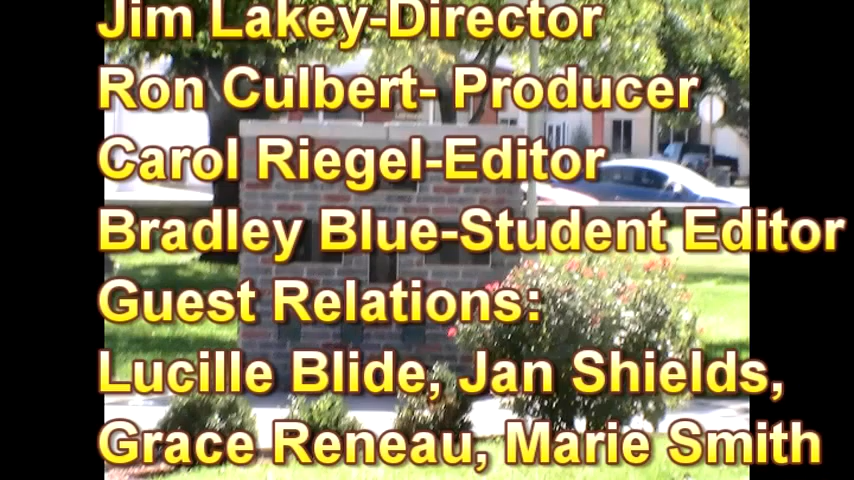 Jim Lakey-Director
Ron Culbert- Producer
Carol Riegel-Editor
Bradley Blue-Student Editor
Guest Relations:
Lucille Blide, Jan Shields,
Grace Reneau, Marie Smith